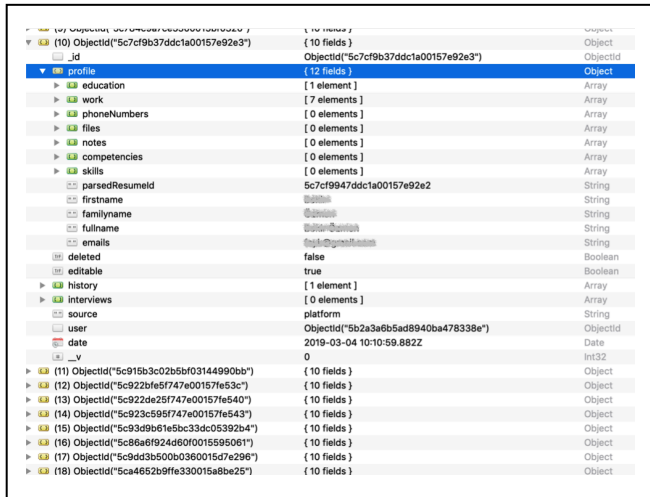 { 10 fields }
(10) ObjectId("5c7cf9b37ddc1a00157e92e3") { 10 fields } Object
_id ObjectId("5c7cf9b37ddc1a00157e92e3") ObjectId
profile { 12 fields } Object
education [ 1 element ] Array
work [ 7 elements ] Array
phoneNumbers [ 0 elements ] Array
files [ 0 elements ] Array
notes [ 0 elements ] Array
competencies [ 0 elements ] Array
skills [ 0 elements ] Array
parsedResumeId 5c7cf9947ddc1a00157e92e2 String
firstname String
familyname String
fullname String
emails String
deleted false Boolean
editable true Boolean
history [ 1 element ] Array
interviews [ 0 elements ] Array
source platform String
user ObjectId("5b2a3a6b5ad8940ba478338e") ObjectId
date 2019-03-04 10:10:59.882Z Date
__v 0 Int32
(11) ObjectId("5c915b3c02b5bf03144990bb") { 10 fields } Object
(12) ObjectId("5c922bfe5f747e00157fe53c") { 10 fields } Object
(13) ObjectId("5c922de25f747e00157fe540") { 10 fields } Object
(14) ObjectId("5c923c595f747e00157fe543") { 10 fields } Object
(15) ObjectId("5c93d9b61e5bc33dc05392b4") { 10 fields } Object
(16) ObjectId("5c86a6f924d60f0015595061") { 10 fields } Object
(17) ObjectId("5c9dd3b500b0360015d7e296") { 10 fields } Object
(18) ObjectId("5ca4652b9ffe330015a8be25") { 10 fields } Object